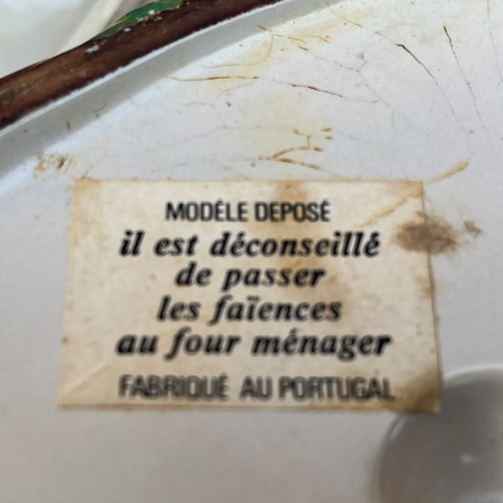 MODÉLE DEPOSÉ
il est déconseillé
de passer
les faïences
au four ménager
FABRIQUÉ AU PORTUGAL